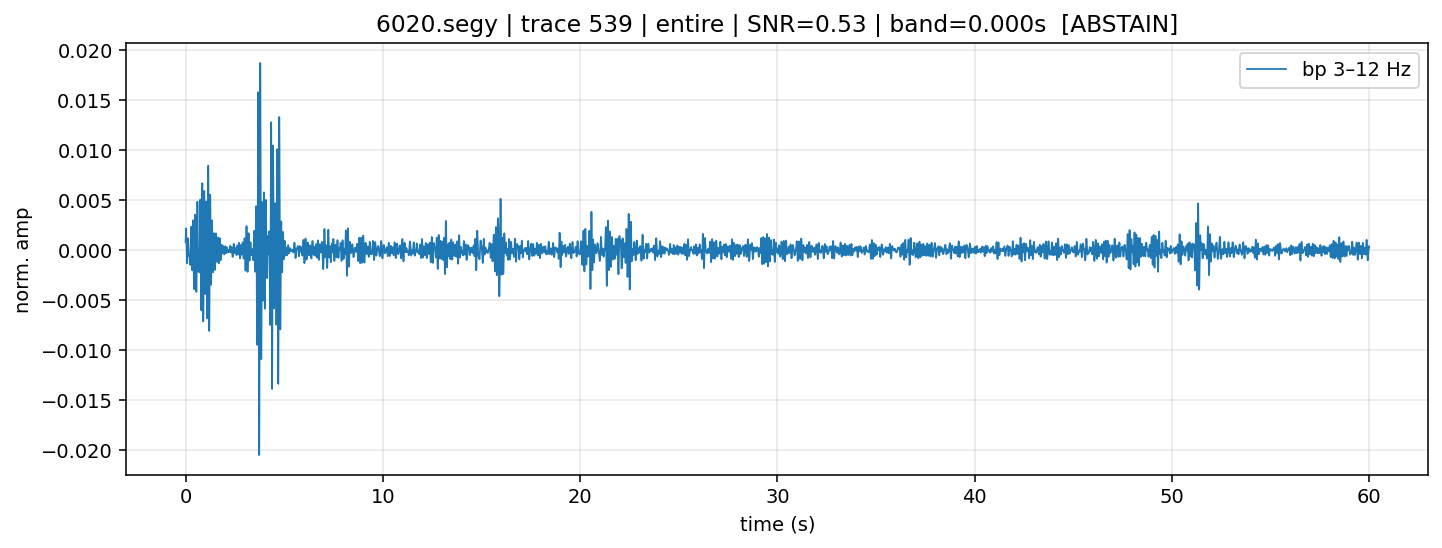 6020.segy | trace 539 | entire | SNR=0.53 | band=0.000s  [ABSTAIN]
bp 3–12 Hz
norm. amp
0.020
0.015
0.010
0.005
0.000
−0.005
−0.010
−0.015
−0.020
0 10 20 30 40 50 60
time (s)